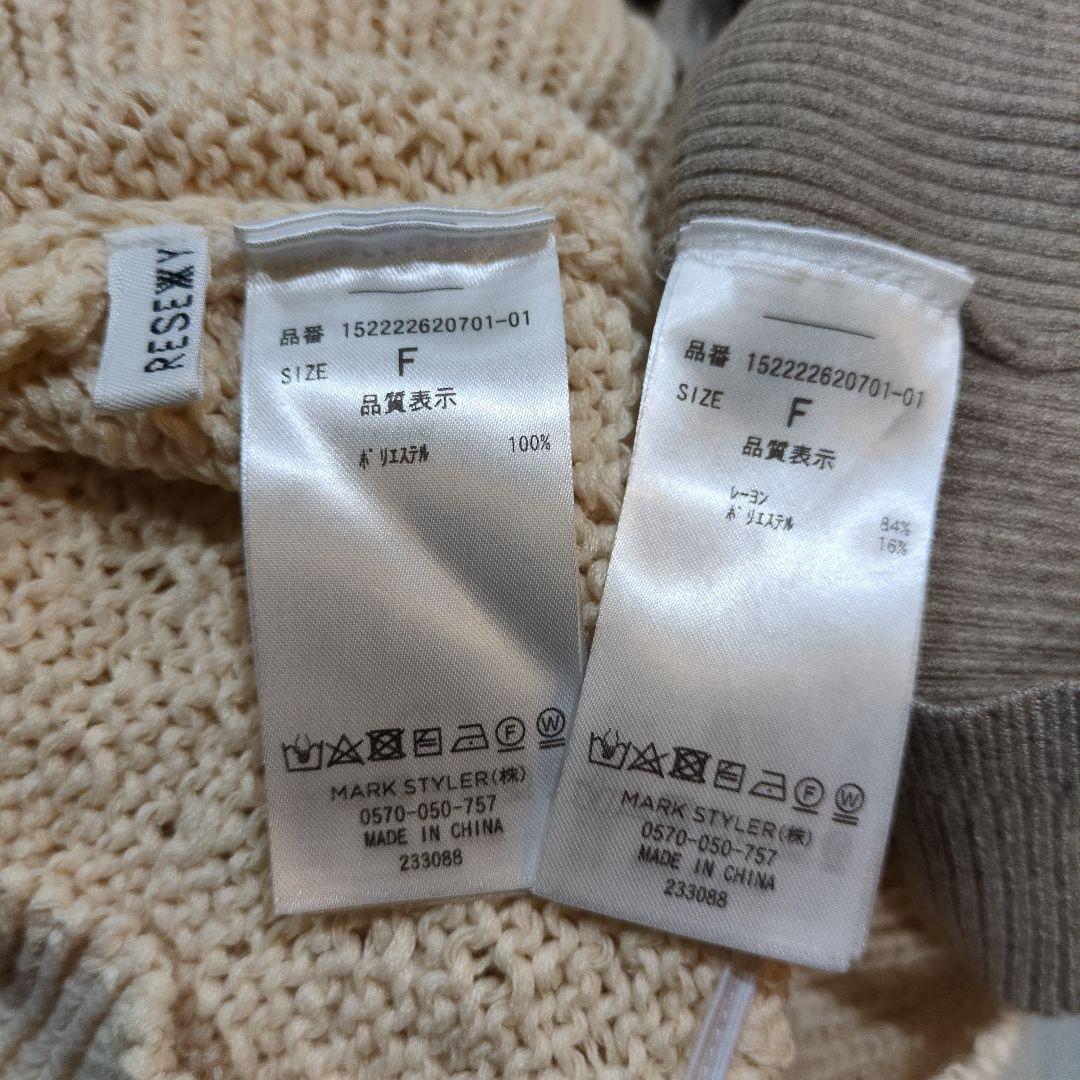 RESEXXY
品番 152222620701-01
SIZE F
品質表示
ポリエステル 100%
F W
MARK STYLER(株)
0570-050-757
MADE IN CHINA
233088
品番 152222620701-01
SIZE F
品質表示
レーヨン 84%
ポリエステル 16%
F W
MARK STYLER(株)
0570-050-757
MADE IN CHINA
233088